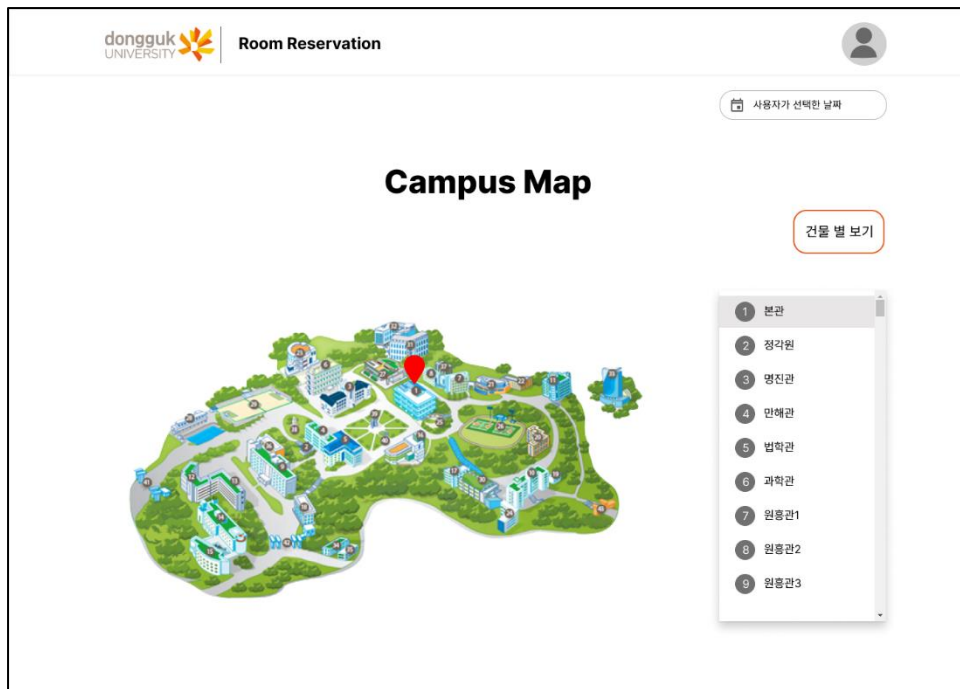 dongguk
UNIVERSITY
Room Reservation
사용자가 선택한 날짜
Campus Map
건물 별 보기
1 본관
2 정각원
3 명진관
4 만해관
5 법학관
6 과학관
7 원흥관1
8 원흥관2
9 원흥관3